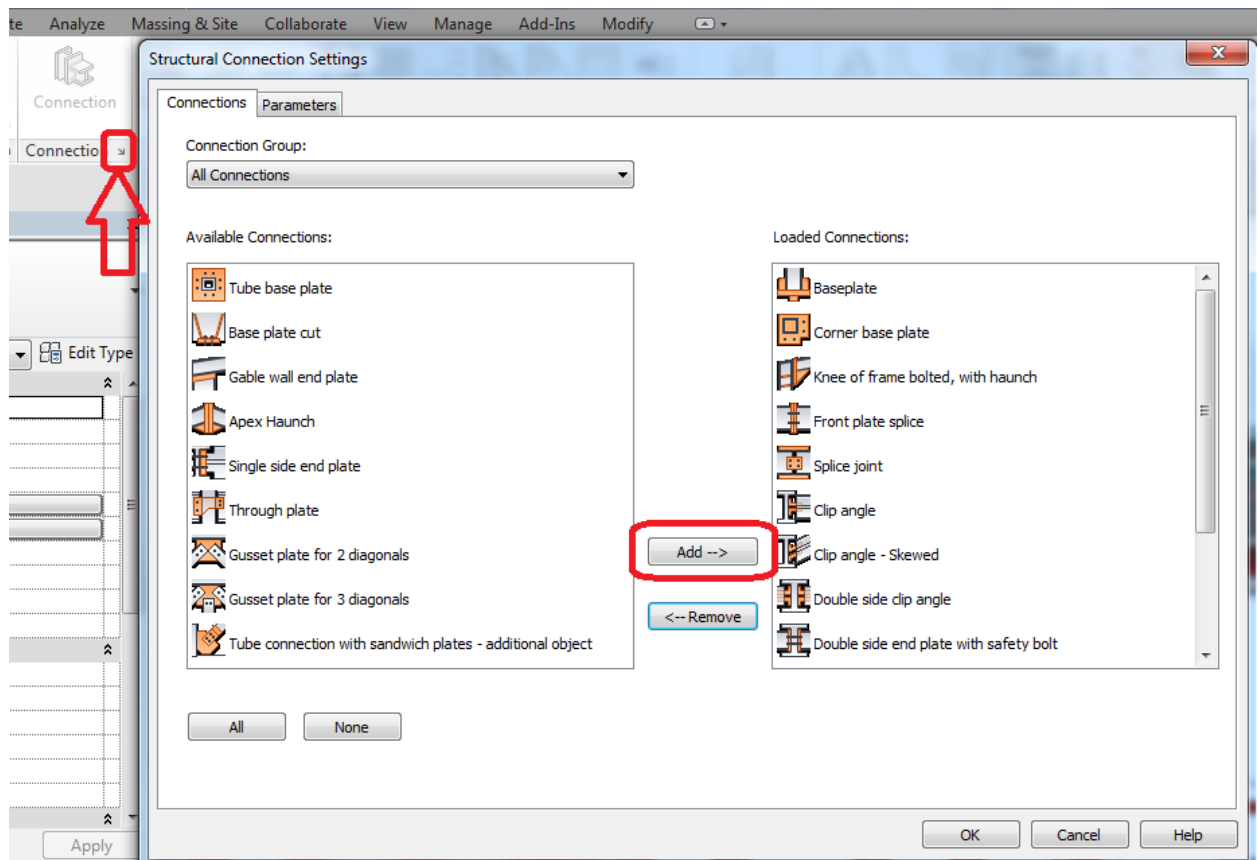 te Analyze Massing & Site Collaborate View Manage Add-Ins Modify
Structural Connection Settings
Connection
Connections Parameters
Connectio
Connection Group:
All Connections
Available Connections:
Loaded Connections:
Tube base plate
Baseplate
Base plate cut
Corner base plate
Edit Type
Gable wall end plate
Knee of frame bolted, with haunch
Apex Haunch
Front plate splice
Single side end plate
Splice joint
Through plate
Clip angle
Gusset plate for 2 diagonals
Add -->
Clip angle - Skewed
Gusset plate for 3 diagonals
Double side clip angle
<-- Remove
Tube connection with sandwich plates - additional object
Double side end plate with safety bolt
All None
OK Cancel Help
Apply